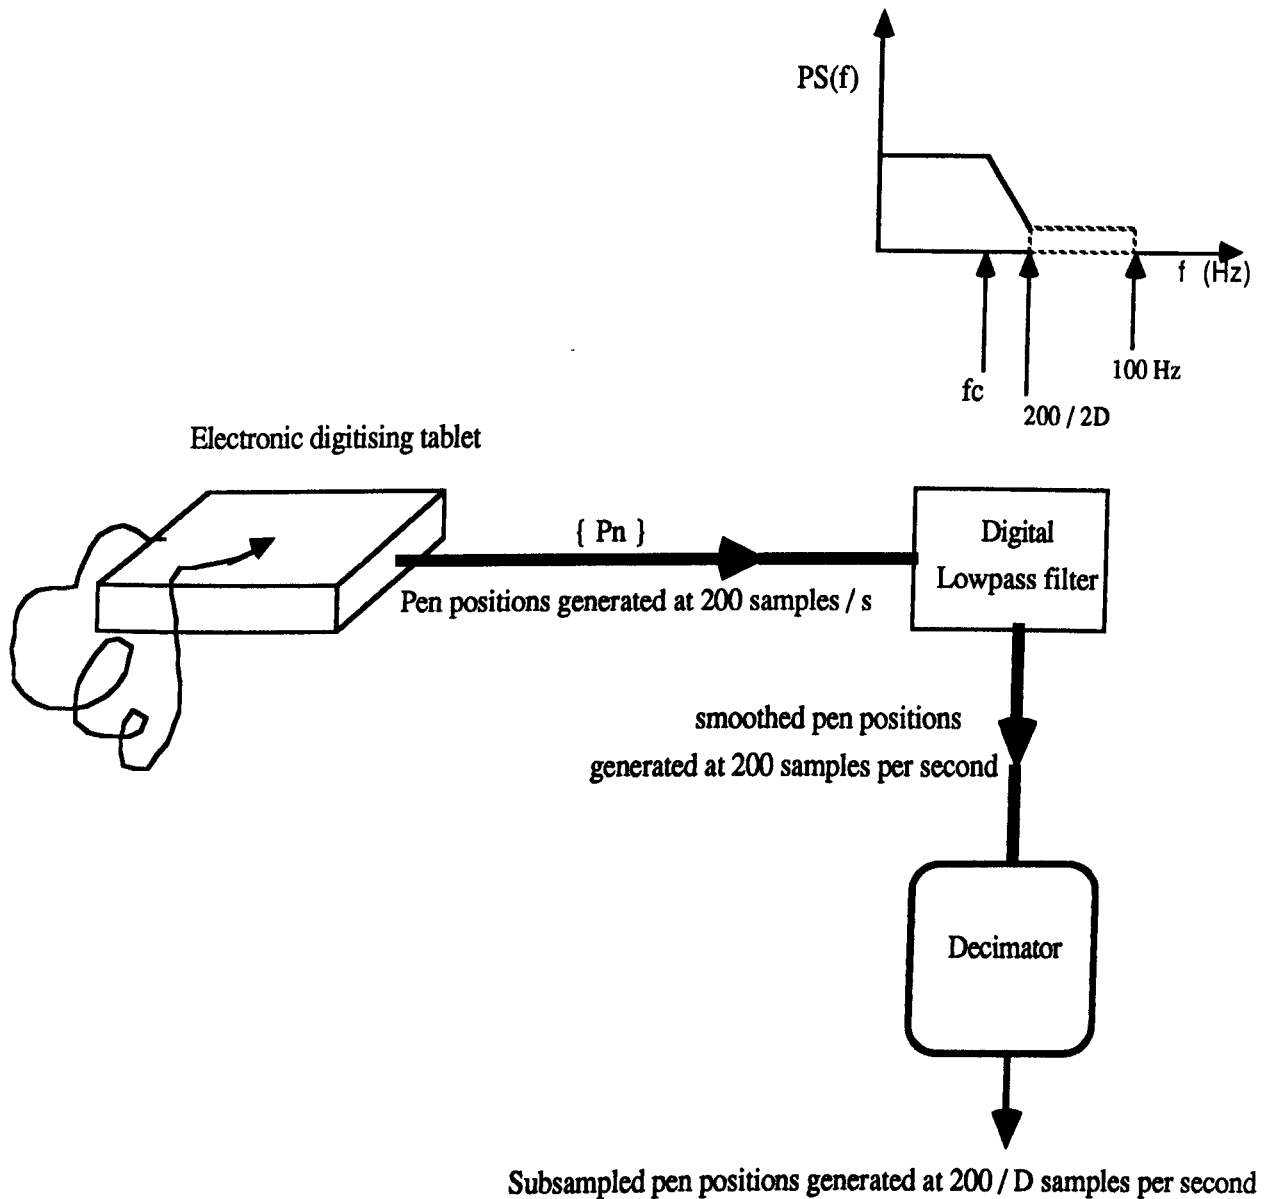 PS(f)
f (Hz)
100 Hz
fc
200 / 2D
Electronic digitising tablet
{ Pn }
Pen positions generated at 200 samples / s
Digital
Lowpass filter
smoothed pen positions
generated at 200 samples per second
Decimator
Subsampled pen positions generated at 200 / D samples per second